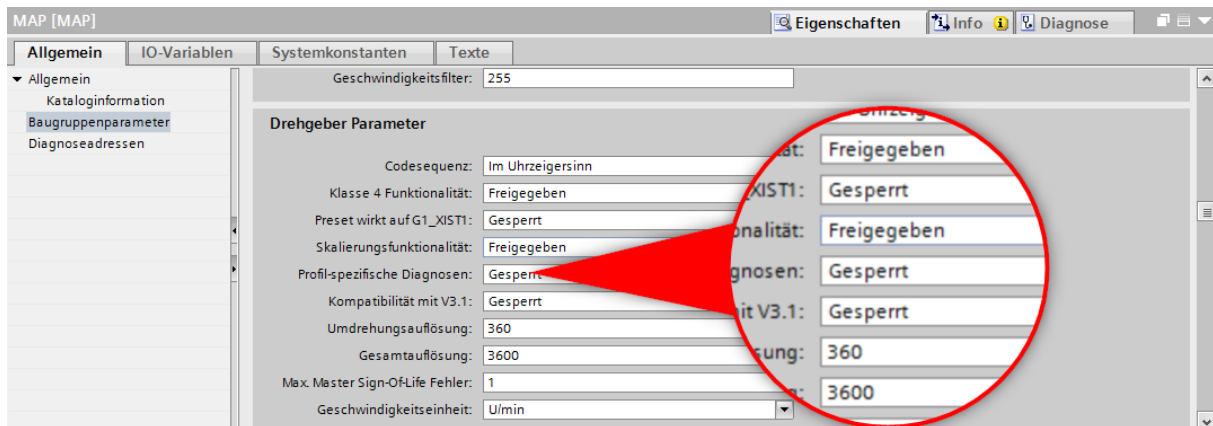 MAP [MAP]
Eigenschaften Info Diagnose
Allgemein IO-Variablen Systemkonstanten Texte
Allgemein
Kataloginformation
Baugruppenparameter
Diagnoseadressen
Geschwindigkeitsfilter: 255
Drehgeber Parameter
Codesequenz: Im Uhrzeigersinn
Klasse 4 Funktionalität: Freigegeben
Preset wirkt auf G1_XIST1: Gesperrt
Skalierungsfunktionalität: Freigegeben
Profil-spezifische Diagnosen: Gesperrt
Kompatibilität mit V3.1: Gesperrt
Umdrehungsauflösung: 360
Gesamtauflösung: 3600
Max. Master Sign-Of-Life Fehler: 1
Geschwindigkeitseinheit: U/min
ät: Freigegeben
XIST1: Gesperrt
onalität: Freigegeben
gnosen: Gesperrt
it V3.1: Gesperrt
sung: 360
3600